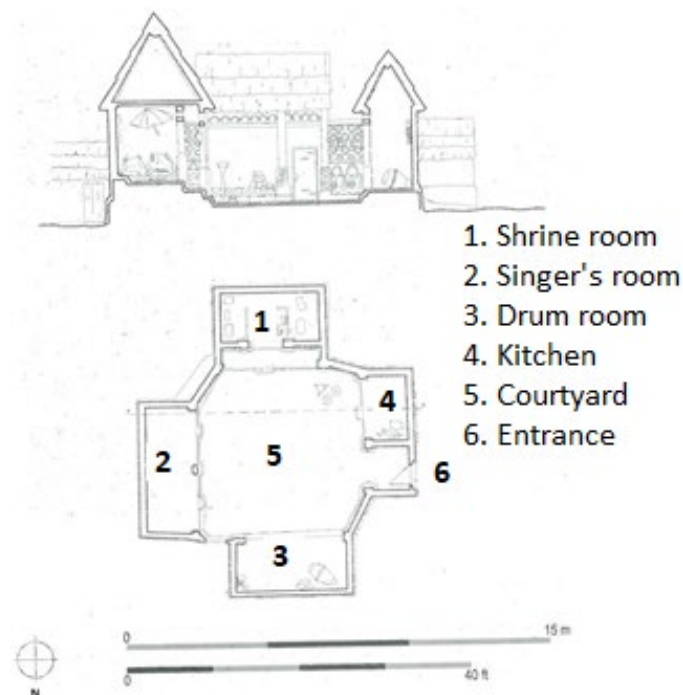 1. Shrine room
2. Singer's room
3. Drum room
4. Kitchen
5. Courtyard
6. Entrance
1
4
2
5
6
3
0 15 m
0 40 ft
N